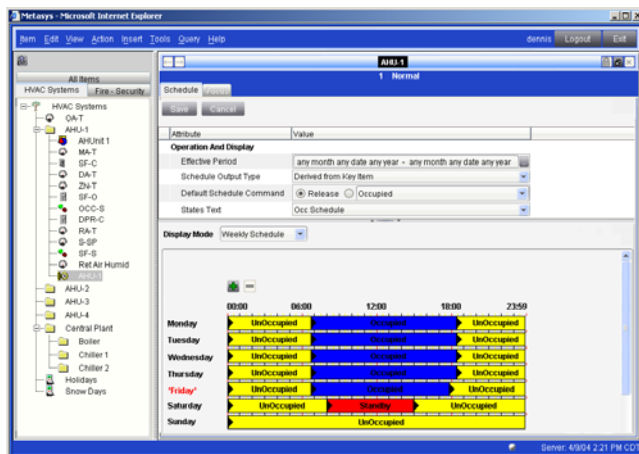 Metasys - Microsoft Internet Explorer
Item Edit View Action Insert Tools Query Help
dennis Logout Exit
All Items
HVAC Systems Fire - Security
HVAC Systems
OA-T
AHU-1
AHUnit 1
MA-T
SF-C
DA-T
ZN-T
SF-O
OCC-S
DPR-C
RA-T
S-SP
SF-S
Ret Air Humid
AHU-1
AHU-2
AHU-3
AHU-4
Central Plant
Boiler
Chiller 1
Chiller 2
Holidays
Snow Days
AHU-1
1 Normal
Schedule Focus
Save Cancel
Attribute Value
Operation And Display
Effective Period any month any date any year - any month any date any year
Schedule Output Type Derived from Key Item
Default Schedule Command Release Occupied
States Text Occ Schedule
Display Mode Weekly Schedule
00:00 06:00 12:00 18:00 23:59
Monday UnOccupied Occupied UnOccupied
Tuesday UnOccupied Occupied UnOccupied
Wednesday UnOccupied Occupied UnOccupied
Thursday UnOccupied Occupied UnOccupied
*Friday* UnOccupied Occupied UnOccupied
Saturday UnOccupied Standby UnOccupied
Sunday UnOccupied
Server: 4/9/04 2:21 PM CDT